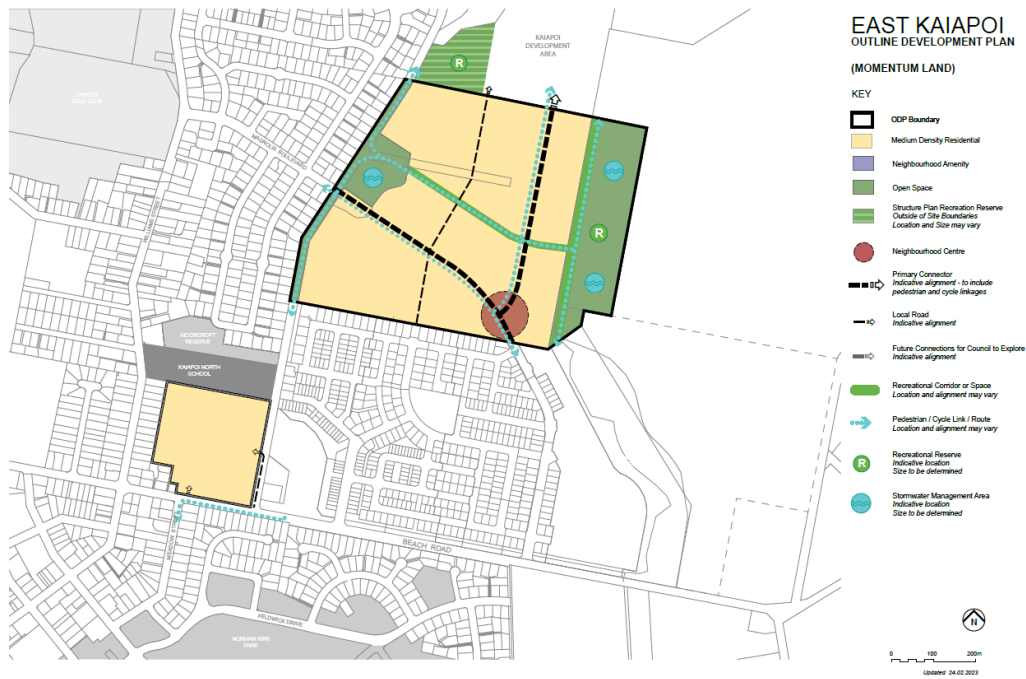 EAST KAIAPOI
OUTLINE DEVELOPMENT PLAN
(MOMENTUM LAND)
KEY
ODP Boundary
Medium Density Residential
Neighbourhood Amenity
Open Space
Structure Plan Recreation Reserve
Outside of Site Boundaries
Location and Size may vary
Neighbourhood Centre
Primary Connector
Indicative alignment - to include
pedestrian and cycle linkages
Local Road
Indicative alignment
Future Connections for Council to Explore
Indicative alignment
Recreational Corridor or Space
Location and alignment may vary
Pedestrian / Cycle Link / Route
Location and alignment may vary
R
Recreational Reserve
Indicative location
Size to be determined
Stormwater Management Area
Indicative location
Size to be determined
N
0 100 200m
Updated 24.02.2023
KAIAPOI
DEVELOPMENT
AREA
R
KAIAPOI
GOLF CLUB
MAGNOLIA BOULEVARD
WILLIAMS STREET
R
MOORCROFT
RESERVE
KAIAPOI NORTH
SCHOOL
MEADOW STREET
BEACH ROAD
FELDWICK DRIVE
NORMAN KIRK
PARK